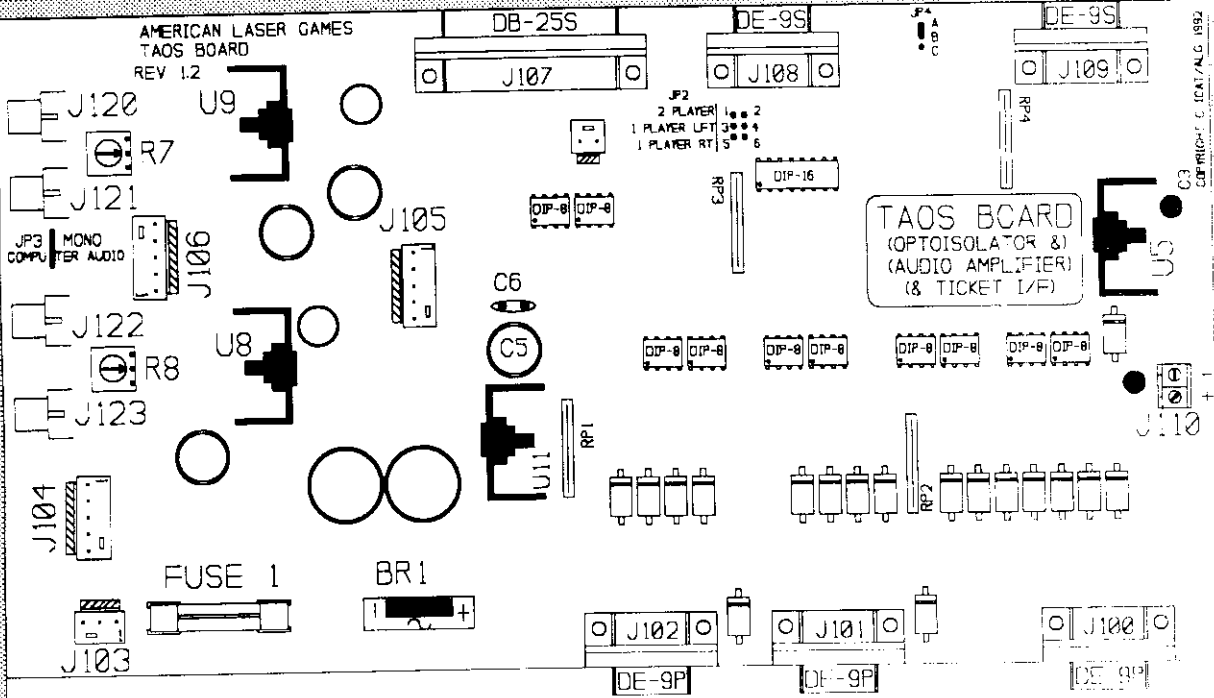 AMERICAN LASER GAMES
TAOS BOARD
REV 1.2
DB-25S
J107
DE-9S
J108
JP4
A
B
C
DE-9S
J109
COPYRIGHT C ICAT/ALG 1992
J120
R7
J121
U9
JP3
MONO
COMPUTER AUDIO
J106
J105
JP2
2 PLAYER 1 2
1 PLAYER LFT 3 4
1 PLAYER RT 5 6
RP3
DIP-16
RP4
DIP-8
DIP-8
TAOS BOARD
(OPTOISOLATOR &)
(AUDIO AMPLIFIER)
(& TICKET I/F)
C3
U5
C6
C5
J122
R8
J123
U8
DIP-8
DIP-8
DIP-8
DIP-8
DIP-8
DIP-8
DIP-8
DIP-8
- +
J110
U11
RP1
RP2
J104
FUSE 1
BR1
- +
J103
J102
DE-9P
J101
DE-9P
J100
DE-9P